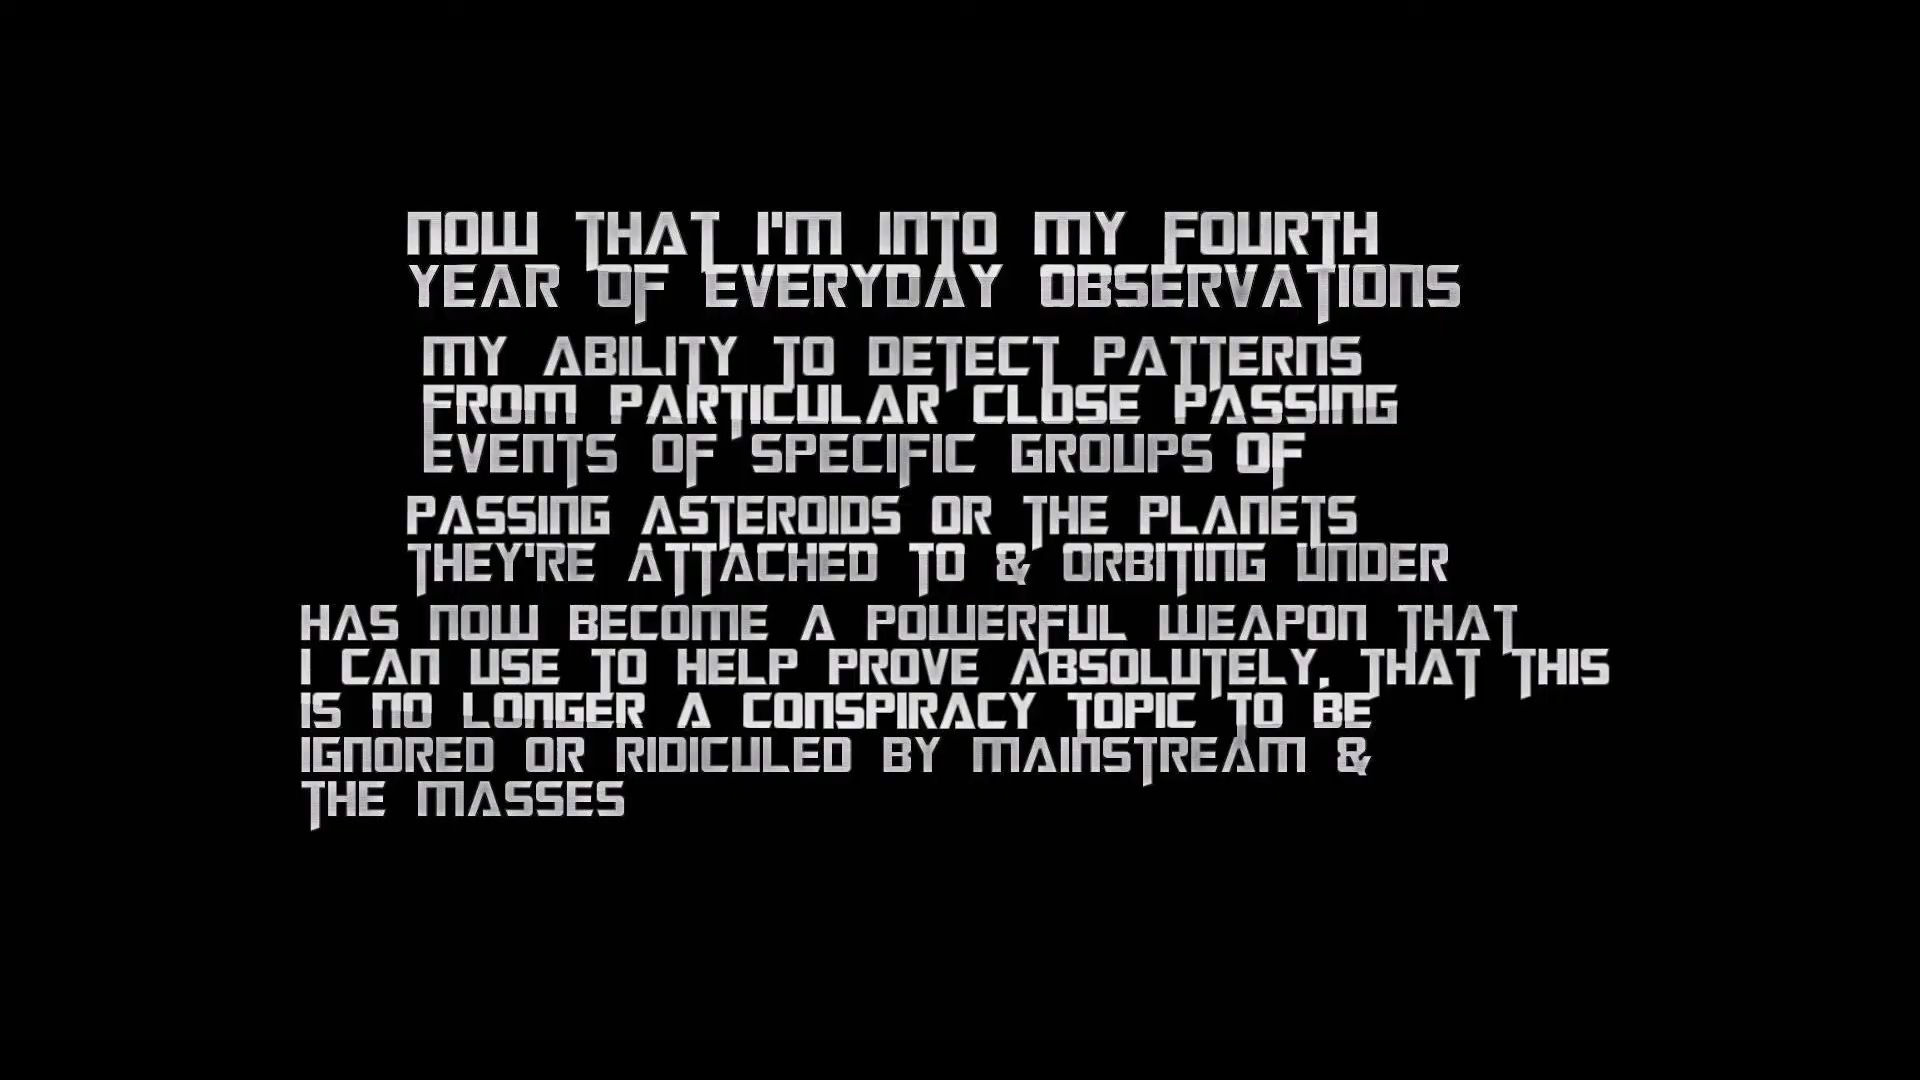 NOW THAT I'M INTO MY FOURTH
YEAR OF EVERYDAY OBSERVATIONS
MY ABILITY TO DETECT PATTERNS
FROM PARTICULAR CLOSE PASSING
EVENTS OF SPECIFIC GROUPS OF
PASSING ASTEROIDS OR THE PLANETS
THEY'RE ATTACHED TO & ORBITING UNDER
HAS NOW BECOME A POWERFUL WEAPON THAT
I CAN USE TO HELP PROVE ABSOLUTELY, THAT THIS
IS NO LONGER A CONSPIRACY TOPIC TO BE
IGNORED OR RIDICULED BY MAINSTREAM &
THE MASSES